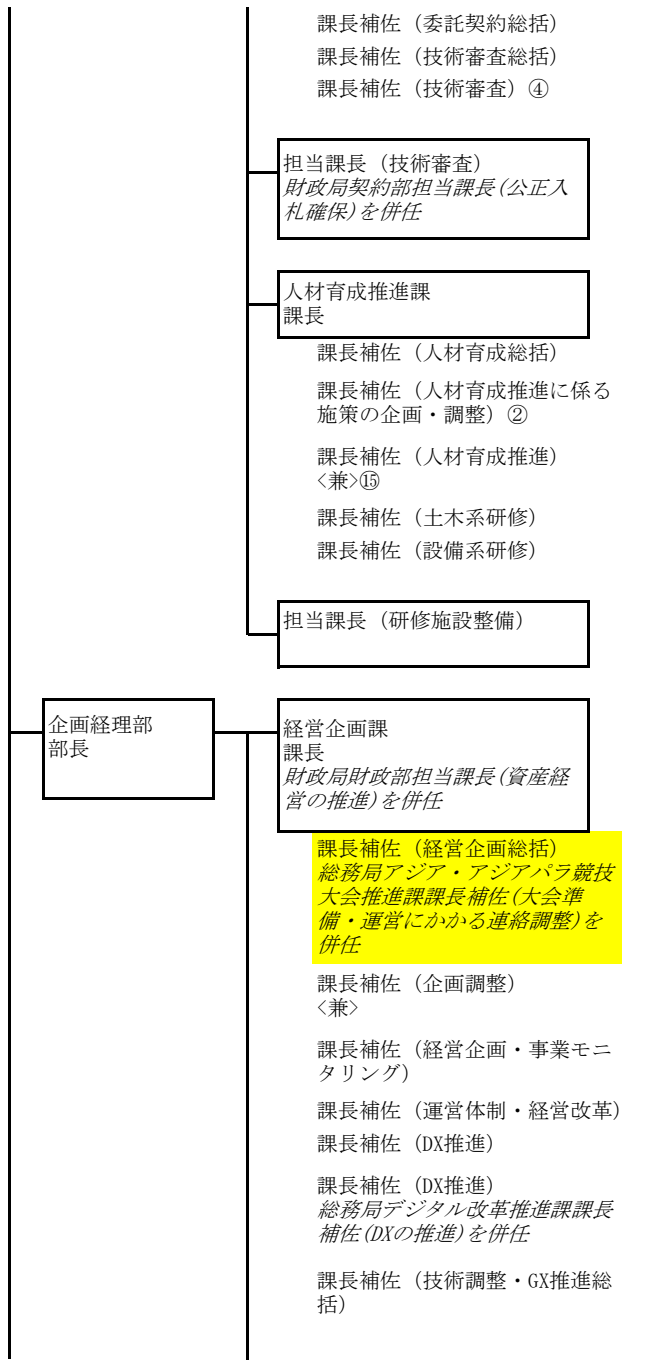 課長補佐（委託契約総括）
課長補佐（技術審査総括）
課長補佐（技術審査）④
担当課長（技術審査）
財政局契約部担当課長(公正入
札確保)を併任
人材育成推進課
課長
課長補佐（人材育成総括）
課長補佐（人材育成推進に係る
施策の企画・調整）②
課長補佐（人材育成推進）
<兼>⑮
課長補佐（土木系研修）
課長補佐（設備系研修）
担当課長（研修施設整備）
企画経理部
部長
経営企画課
課長
財政局財政部担当課長(資産経
営の推進)を併任
課長補佐（経営企画総括）
総務局アジア・アジアパラ競技
大会推進課課長補佐(大会準
備・運営にかかる連絡調整)を
併任
課長補佐（企画調整）
<兼>
課長補佐（経営企画・事業モニ
タリング）
課長補佐（運営体制・経営改革）
課長補佐（DX推進）
課長補佐（DX推進）
総務局デジタル改革推進課課長
補佐(DXの推進)を併任
課長補佐（技術調整・GX推進総
括）